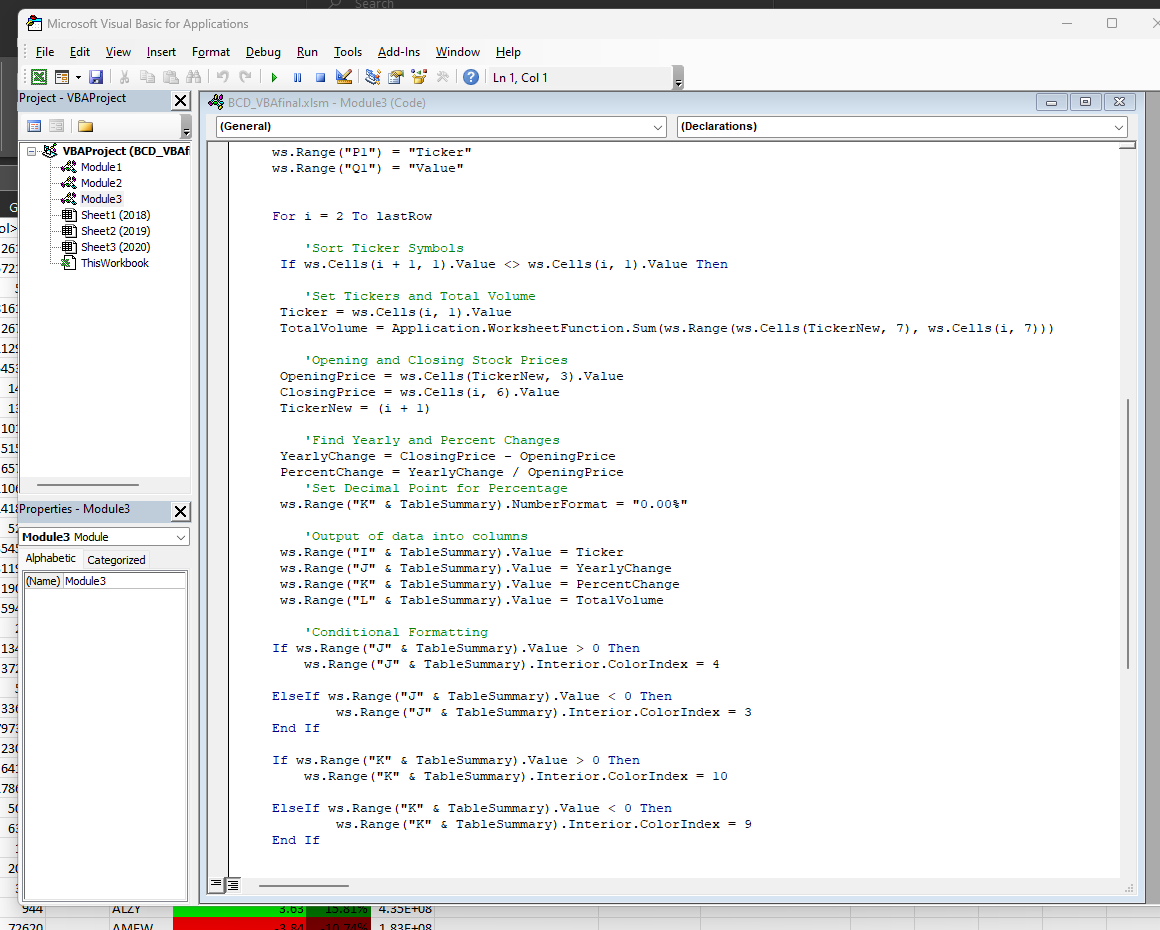 Search
Microsoft Visual Basic for Applications
File Edit View Insert Format Debug Run Tools Add-Ins Window Help
Ln 1, Col 1
Project - VBAProject
VBAProject (BCD_VBAf
Module1
Module2
Module3
Sheet1 (2018)
Sheet2 (2019)
Sheet3 (2020)
ThisWorkbook
Properties - Module3
Module3 Module
Alphabetic Categorized
(Name) Module3
BCD_VBAfinal.xlsm - Module3 (Code)
(General) (Declarations)
ws.Range("P1") = "Ticker"
ws.Range("Q1") = "Value"
For i = 2 To lastRow
'Sort Ticker Symbols
If ws.Cells(i + 1, 1).Value <> ws.Cells(i, 1).Value Then
'Set Tickers and Total Volume
Ticker = ws.Cells(i, 1).Value
TotalVolume = Application.WorksheetFunction.Sum(ws.Range(ws.Cells(TickerNew, 7), ws.Cells(i, 7)))
'Opening and Closing Stock Prices
OpeningPrice = ws.Cells(TickerNew, 3).Value
ClosingPrice = ws.Cells(i, 6).Value
TickerNew = (i + 1)
'Find Yearly and Percent Changes
YearlyChange = ClosingPrice - OpeningPrice
PercentChange = YearlyChange / OpeningPrice
'Set Decimal Point for Percentage
ws.Range("K" & TableSummary).NumberFormat = "0.00%"
'Output of data into columns
ws.Range("I" & TableSummary).Value = Ticker
ws.Range("J" & TableSummary).Value = YearlyChange
ws.Range("K" & TableSummary).Value = PercentChange
ws.Range("L" & TableSummary).Value = TotalVolume
'Conditional Formatting
If ws.Range("J" & TableSummary).Value > 0 Then
ws.Range("J" & TableSummary).Interior.ColorIndex = 4
ElseIf ws.Range("J" & TableSummary).Value < 0 Then
ws.Range("J" & TableSummary).Interior.ColorIndex = 3
End If
If ws.Range("K" & TableSummary).Value > 0 Then
ws.Range("K" & TableSummary).Interior.ColorIndex = 10
ElseIf ws.Range("K" & TableSummary).Value < 0 Then
ws.Range("K" & TableSummary).Interior.ColorIndex = 9
End If
944 ALZY 3.63 15.81% 4.35E+08
72620 AMEW -3.84 -10.74% 1.83E+08